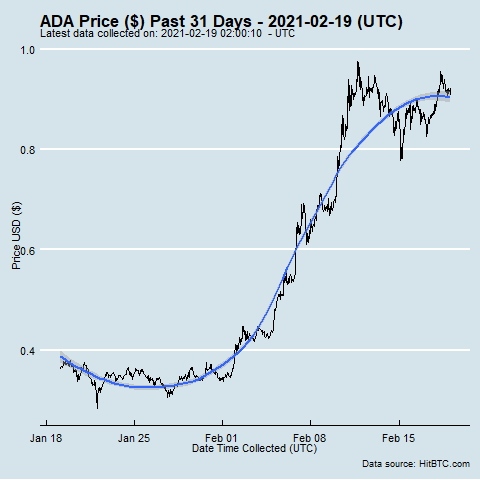 ADA Price ($) Past 31 Days - 2021-02-19 (UTC)
Latest data collected on: 2021-02-19 02:00:10 - UTC
1.0
0.8
0.6
0.4
Price USD ($)
Jan 18 Jan 25 Feb 01 Feb 08 Feb 15
Date Time Collected (UTC)
Data source: HitBTC.com